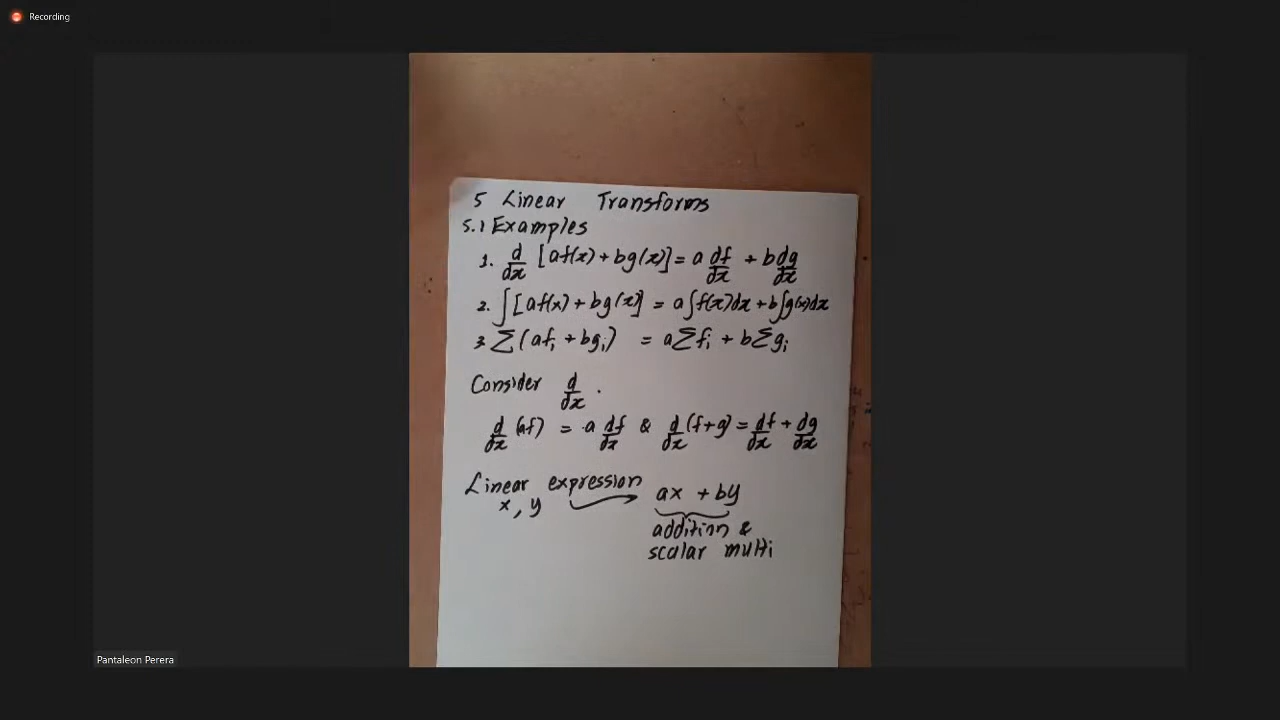 Recording
5 Linear Transforms
5.1 Examples
1. d/dx [af(x) + bg(x)] = a df/dx + b dg/dx
2. ∫[af(x) + bg(x)] = a∫f(x)dx + b∫g(x)dx
3. Σ(afᵢ + bgᵢ) = aΣfᵢ + bΣgᵢ
Consider d/dx .
d/dx (af) = a df/dx & d/dx (f+g) = df/dx + dg/dx
Linear expression → ax + by
x, y
addition &
scalar multi
Pantaleon Perera